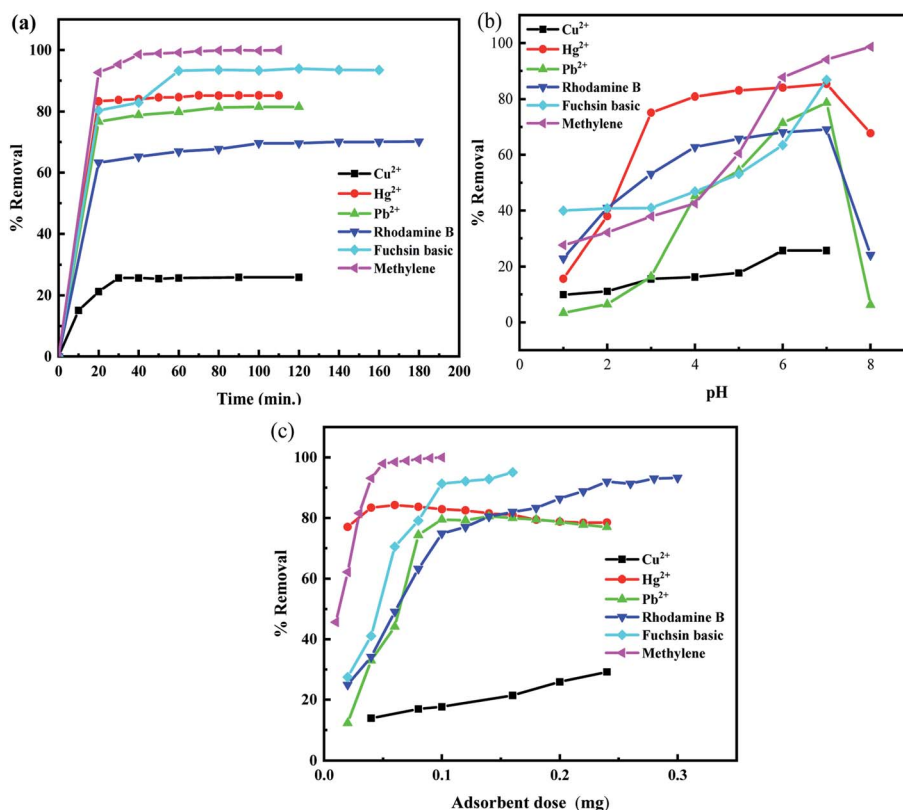 (a)
% Removal
100
80
60
40
20
0
Cu2+
Hg2+
Pb2+
Rhodamine B
Fuchsin basic
Methylene
0 20 40 60 80 100 120 140 160 180 200
Time (min.)
(b)
% Removal
100
80
60
40
20
0
Cu2+
Hg2+
Pb2+
Rhodamine B
Fuchsin basic
Methylene
0 2 4 6 8
pH
(c)
% Removal
100
80
60
40
20
0
Cu2+
Hg2+
Pb2+
Rhodamine B
Fuchsin basic
Methylene
0.0 0.1 0.2 0.3
Adsorbent dose (mg)